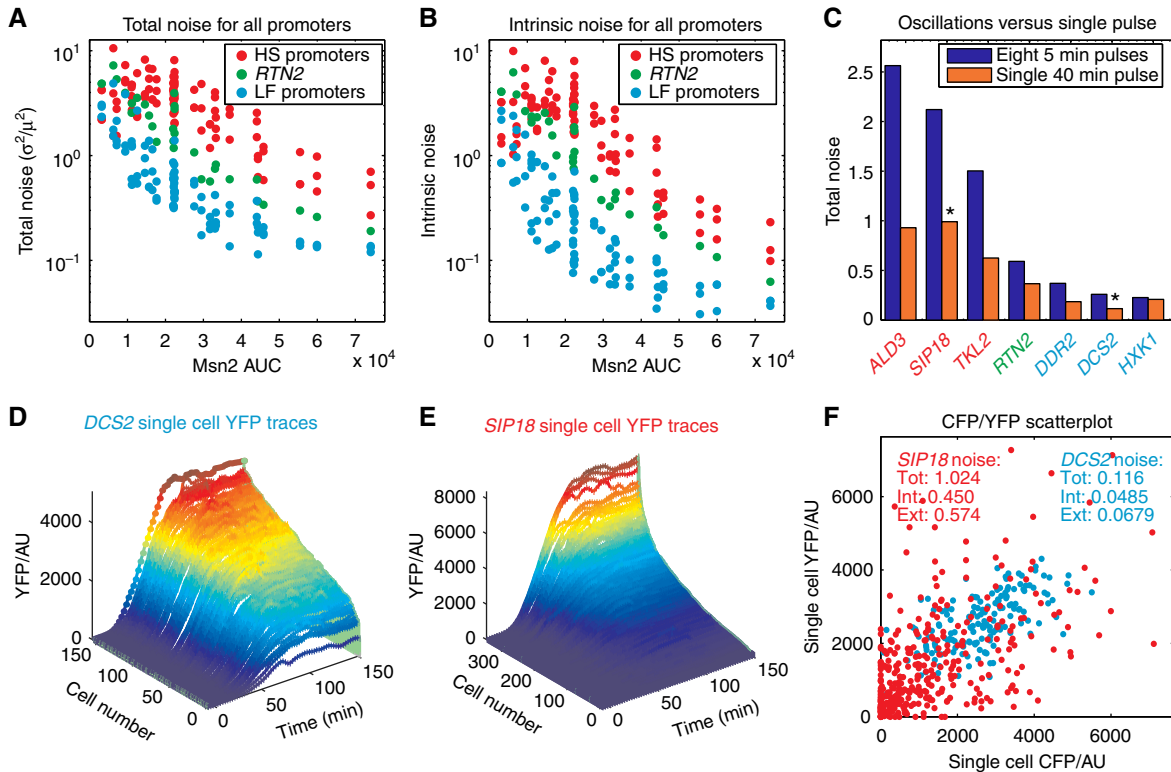 A
Total noise for all promoters
HS promoters
RTN2
LF promoters
10¹
10⁰
10⁻¹
Total noise (σ²/μ²)
0 1 2 3 4 5 6 7
x 10⁴
Msn2 AUC
B
Intrinsic noise for all promoters
HS promoters
RTN2
LF promoters
10¹
10⁰
10⁻¹
Intrinsic noise
0 1 2 3 4 5 6 7
x 10⁴
Msn2 AUC
C
Oscillations versus single pulse
Eight 5 min pulses
Single 40 min pulse
2.5
2
1.5
1
0.5
0
Total noise
*
*
ALD3 SIP18 TKL2 RTN2 DDR2 DCS2 HXK1
D
DCS2 single cell YFP traces
YFP/AU
4000
2000
0
150
100
50
0
Cell number
0
50
100
150
Time (min)
E
SIP18 single cell YFP traces
YFP/AU
8000
6000
4000
2000
0
300
200
100
0
Cell number
0
50
100
150
Time (min)
F
CFP/YFP scatterplot
SIP18 noise:
Tot: 1.024
Int: 0.450
Ext: 0.574
DCS2 noise:
Tot: 0.116
Int: 0.0485
Ext: 0.0679
6000
4000
2000
0
Single cell YFP/AU
0 2000 4000 6000
Single cell CFP/AU